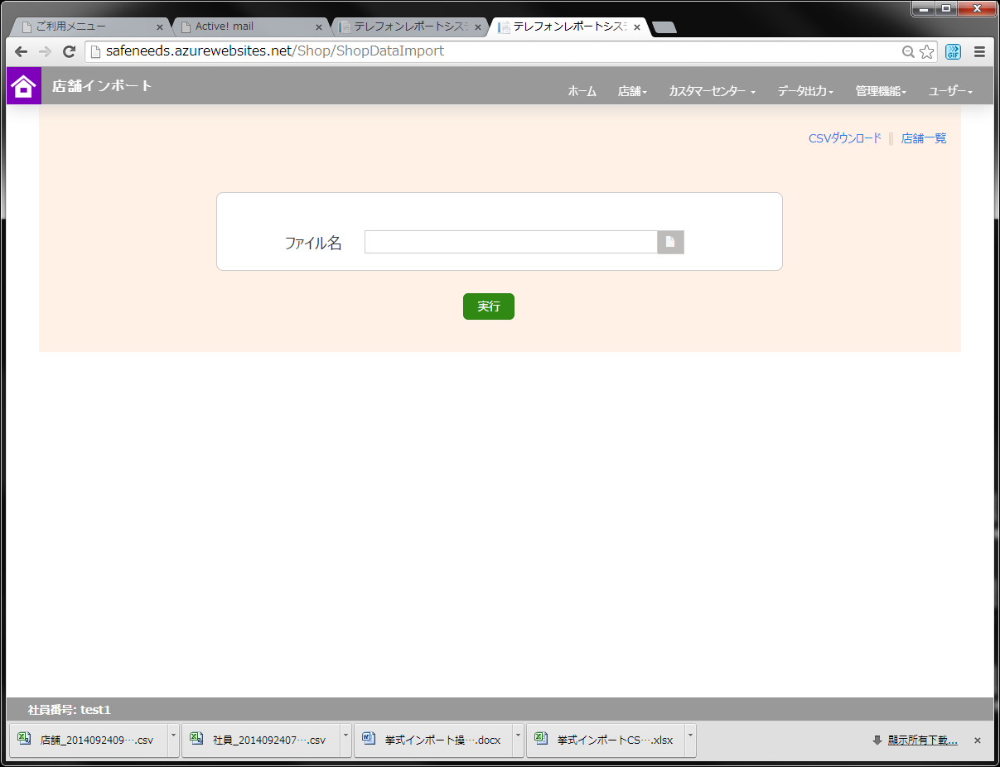 ご利用メニュー
Active! mail
テレフォンレポートシステ
テレフォンレポートシステ
safeneeds.azurewebsites.net/Shop/ShopDataImport
GIF
店舗インポート
ホーム 店舗 カスタマーセンター データ出力 管理機能 ユーザー
CSVダウンロード 店舗一覧
ファイル名
実行
社員番号: test1
店舗_2014092409….csv
社員_2014092407….csv
挙式インポート操….docx
挙式インポートCS….xlsx
顯示所有下載...